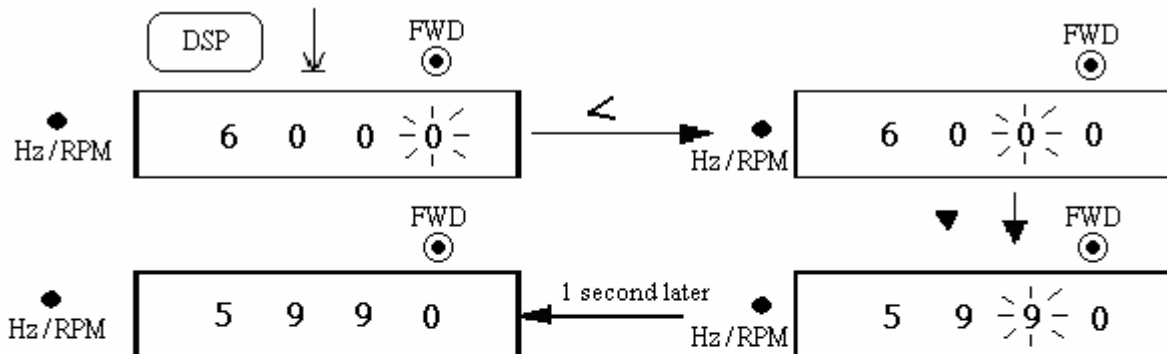 DSP
FWD
Hz/RPM
6 0 0 0
<
Hz/RPM
FWD
6 0 0 0
FWD
Hz/RPM
5 9 9 0
1 second later
Hz/RPM
FWD
5 9 9 0